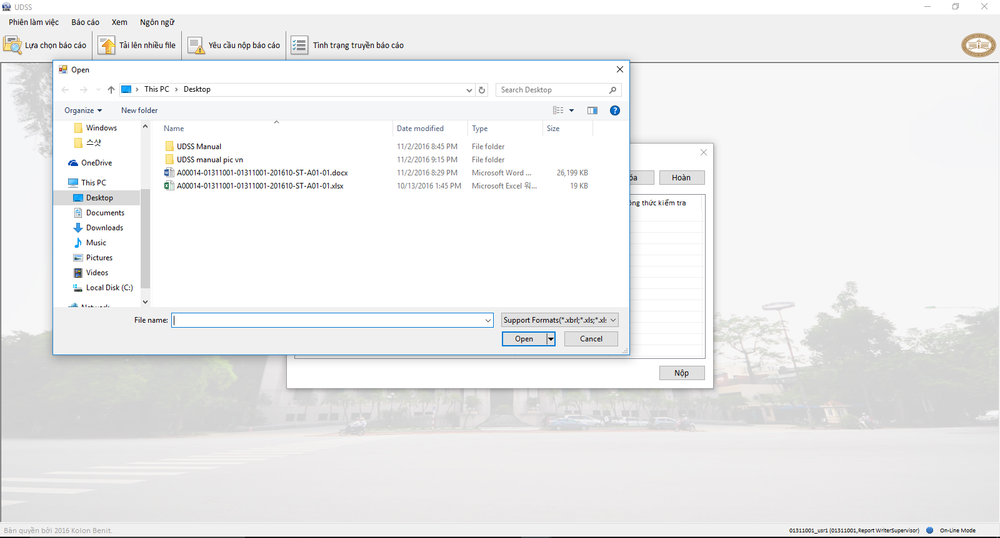 UDSS
Phiên làm việc Báo cáo Xem Ngôn ngữ
Lựa chọn báo cáo Tải lên nhiều file Yêu cầu nộp báo cáo Tình trạng truyền báo cáo
Open
This PC > Desktop Search Desktop
Organize New folder
Name Date modified Type Size
Windows
스샷
OneDrive
This PC
Desktop
Documents
Downloads
Music
Pictures
Videos
Local Disk (C:)
Network
UDSS Manual 11/2/2016 8:45 PM File folder
UDSS manual pic vn 11/2/2016 9:15 PM File folder
A00014-01311001-01311001-201610-ST-A01-01.docx 11/2/2016 8:29 PM Microsoft Word ... 26,199 KB
A00014-01311001-01311001-201610-ST-A01-01.xlsx 10/13/2016 1:45 PM Microsoft Excel 워... 19 KB
File name: Support Formats(*.xbrl;*.xls;*.xls
Open Cancel
óa Hoàn
ông thức kiểm tra
Nộp
Bản quyền bởi 2016 Kolon Benit.
01311001_usr1 (01311001,Report WriterSupervisor) On-Line Mode